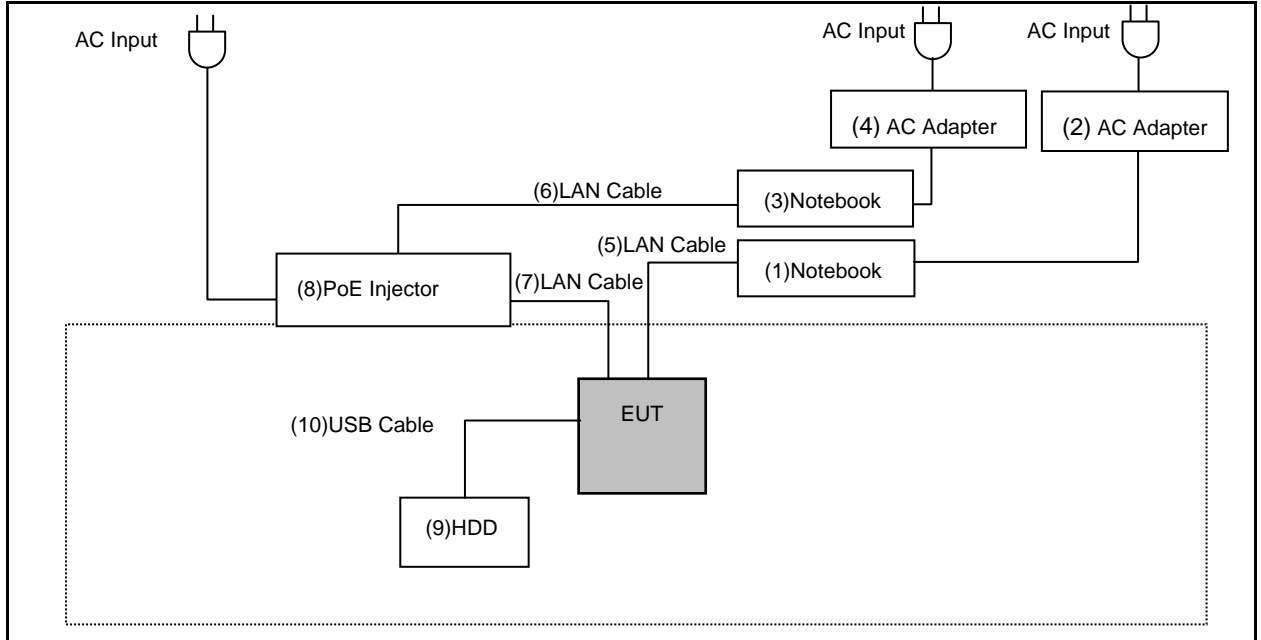 AC Input
AC Input
AC Input
(4) AC Adapter
(2) AC Adapter
(6)LAN Cable
(3)Notebook
(5)LAN Cable
(1)Notebook
(8)PoE Injector
(7)LAN Cable
EUT
(10)USB Cable
(9)HDD